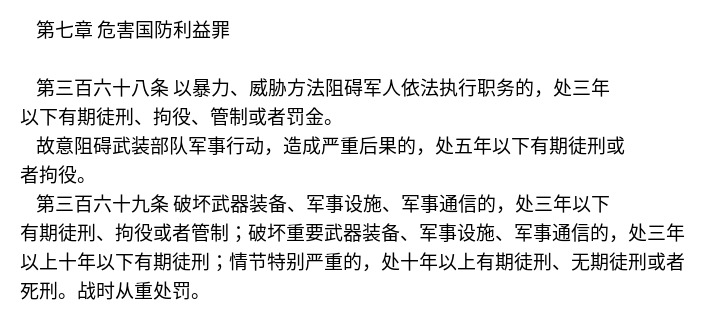 第七章 危害国防利益罪
第三百六十八条 以暴力、威胁方法阻碍军人依法执行职务的，处三年
以下有期徒刑、拘役、管制或者罚金。
故意阻碍武装部队军事行动，造成严重后果的，处五年以下有期徒刑或
者拘役。
第三百六十九条 破坏武器装备、军事设施、军事通信的，处三年以下
有期徒刑、拘役或者管制；破坏重要武器装备、军事设施、军事通信的，处三年
以上十年以下有期徒刑；情节特别严重的，处十年以上有期徒刑、无期徒刑或者
死刑。战时从重处罚。